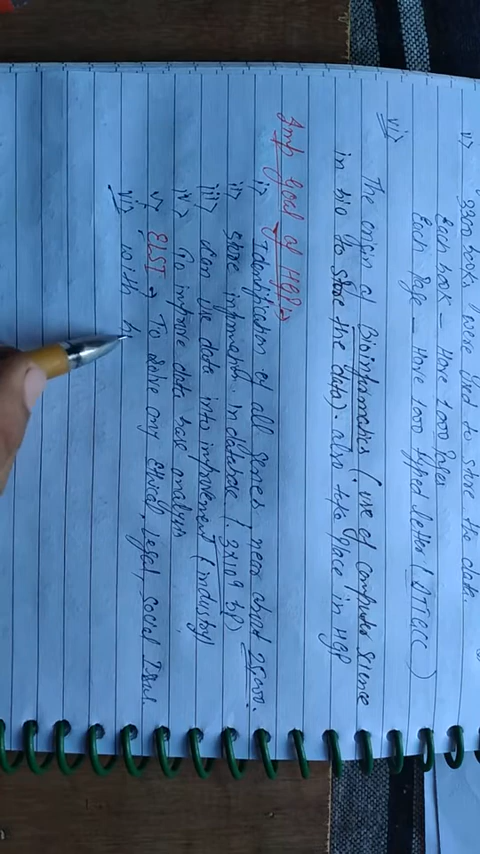 v) 3300 books were used to store the data.
Each book – Have 1000 Pages
Each Page – Have 1000 typed letter (ATTGCC)
vi> The origin of Bioinformatics (use of computer science
in bio to store the data). also take place in HGP
Imp Goal of HGP→
i> Identification of all genes near about 25000.
ii> store information in database (3x10⁹ bP)
iii> use data into improvement (industry)
iv> To improve data base analysis
v> ELSI → To solve any Ethical, Legal, Social Issue.
vi> with